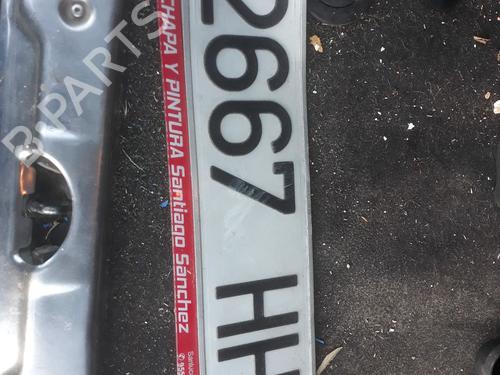 2667 HH
CHAPA Y PINTURA Santiago Sánchez
B-PARTS